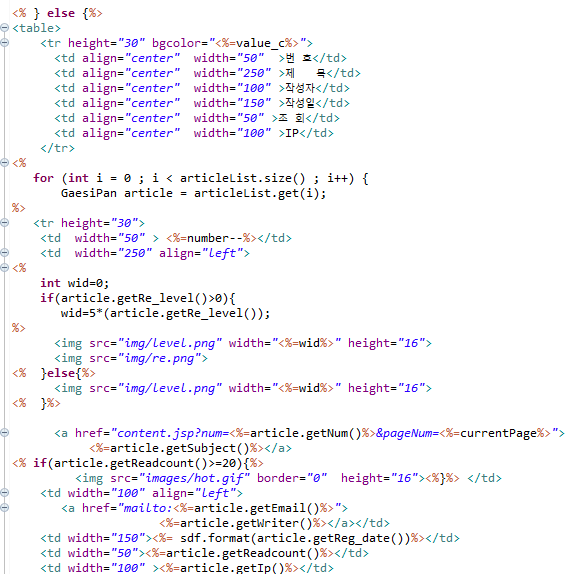 <% } else {%>
<table>
<tr height="30" bgcolor="<%=value_c%>">
<td align="center"  width="50"  >번 호</td>
<td align="center"  width="250" >제   목</td>
<td align="center"  width="100" >작성자</td>
<td align="center"  width="150" >작성일</td>
<td align="center"  width="50" >조 회</td>
<td align="center"  width="100" >IP</td>
</tr>
<%
for (int i = 0 ; i < articleList.size() ; i++) {
GaesiPan article = articleList.get(i);
%>
<tr height="30">
<td  width="50" > <%=number--%></td>
<td  width="250" align="left">
<%
int wid=0;
if(article.getRe_level()>0){
wid=5*(article.getRe_level());
%>
<img src="img/level.png" width="<%=wid%>" height="16">
<img src="img/re.png">
<%  }else{%>
<img src="img/level.png" width="<%=wid%>" height="16">
<%  }%>
<a href="content.jsp?num=<%=article.getNum()%>&pageNum=<%=currentPage%>">
<%=article.getSubject()%></a>
<% if(article.getReadcount()>=20){%>
<img src="images/hot.gif" border="0"  height="16"><%}%> </td>
<td width="100" align="left">
<a href="mailto:<%=article.getEmail()%>">
<%=article.getWriter()%></a></td>
<td width="150"><%= sdf.format(article.getReg_date())%></td>
<td width="50"><%=article.getReadcount()%></td>
<td width="100" ><%=article.getIp()%></td>